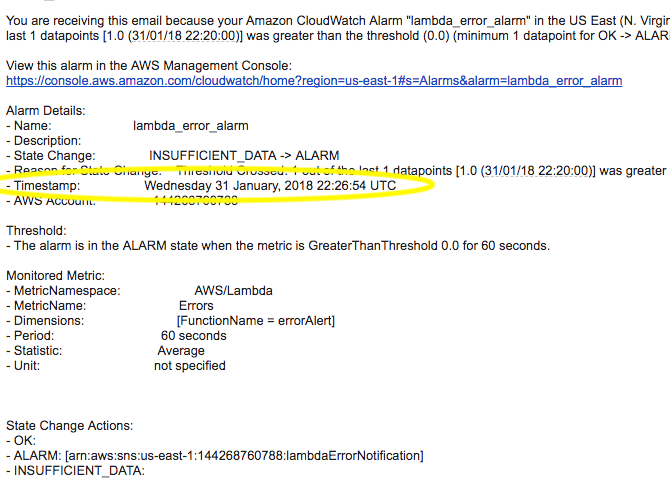 You are receiving this email because your Amazon CloudWatch Alarm "lambda_error_alarm" in the US East (N. Virgi
last 1 datapoints [1.0 (31/01/18 22:20:00)] was greater than the threshold (0.0) (minimum 1 datapoint for OK -> ALAR
View this alarm in the AWS Management Console:
https://console.aws.amazon.com/cloudwatch/home?region=us-east-1#s=Alarms&alarm=lambda_error_alarm
Alarm Details:
- Name: lambda_error_alarm
- Description:
- State Change: INSUFFICIENT_DATA -> ALARM
- Reason for State Change: Threshold Crossed: 1 out of the last 1 datapoints [1.0 (31/01/18 22:20:00)] was greater
- Timestamp: Wednesday 31 January, 2018 22:26:54 UTC
- AWS Account: 144268760788
Threshold:
- The alarm is in the ALARM state when the metric is GreaterThanThreshold 0.0 for 60 seconds.
Monitored Metric:
- MetricNamespace: AWS/Lambda
- MetricName: Errors
- Dimensions: [FunctionName = errorAlert]
- Period: 60 seconds
- Statistic: Average
- Unit: not specified
State Change Actions:
- OK:
- ALARM: [arn:aws:sns:us-east-1:144268760788:lambdaErrorNotification]
- INSUFFICIENT_DATA: